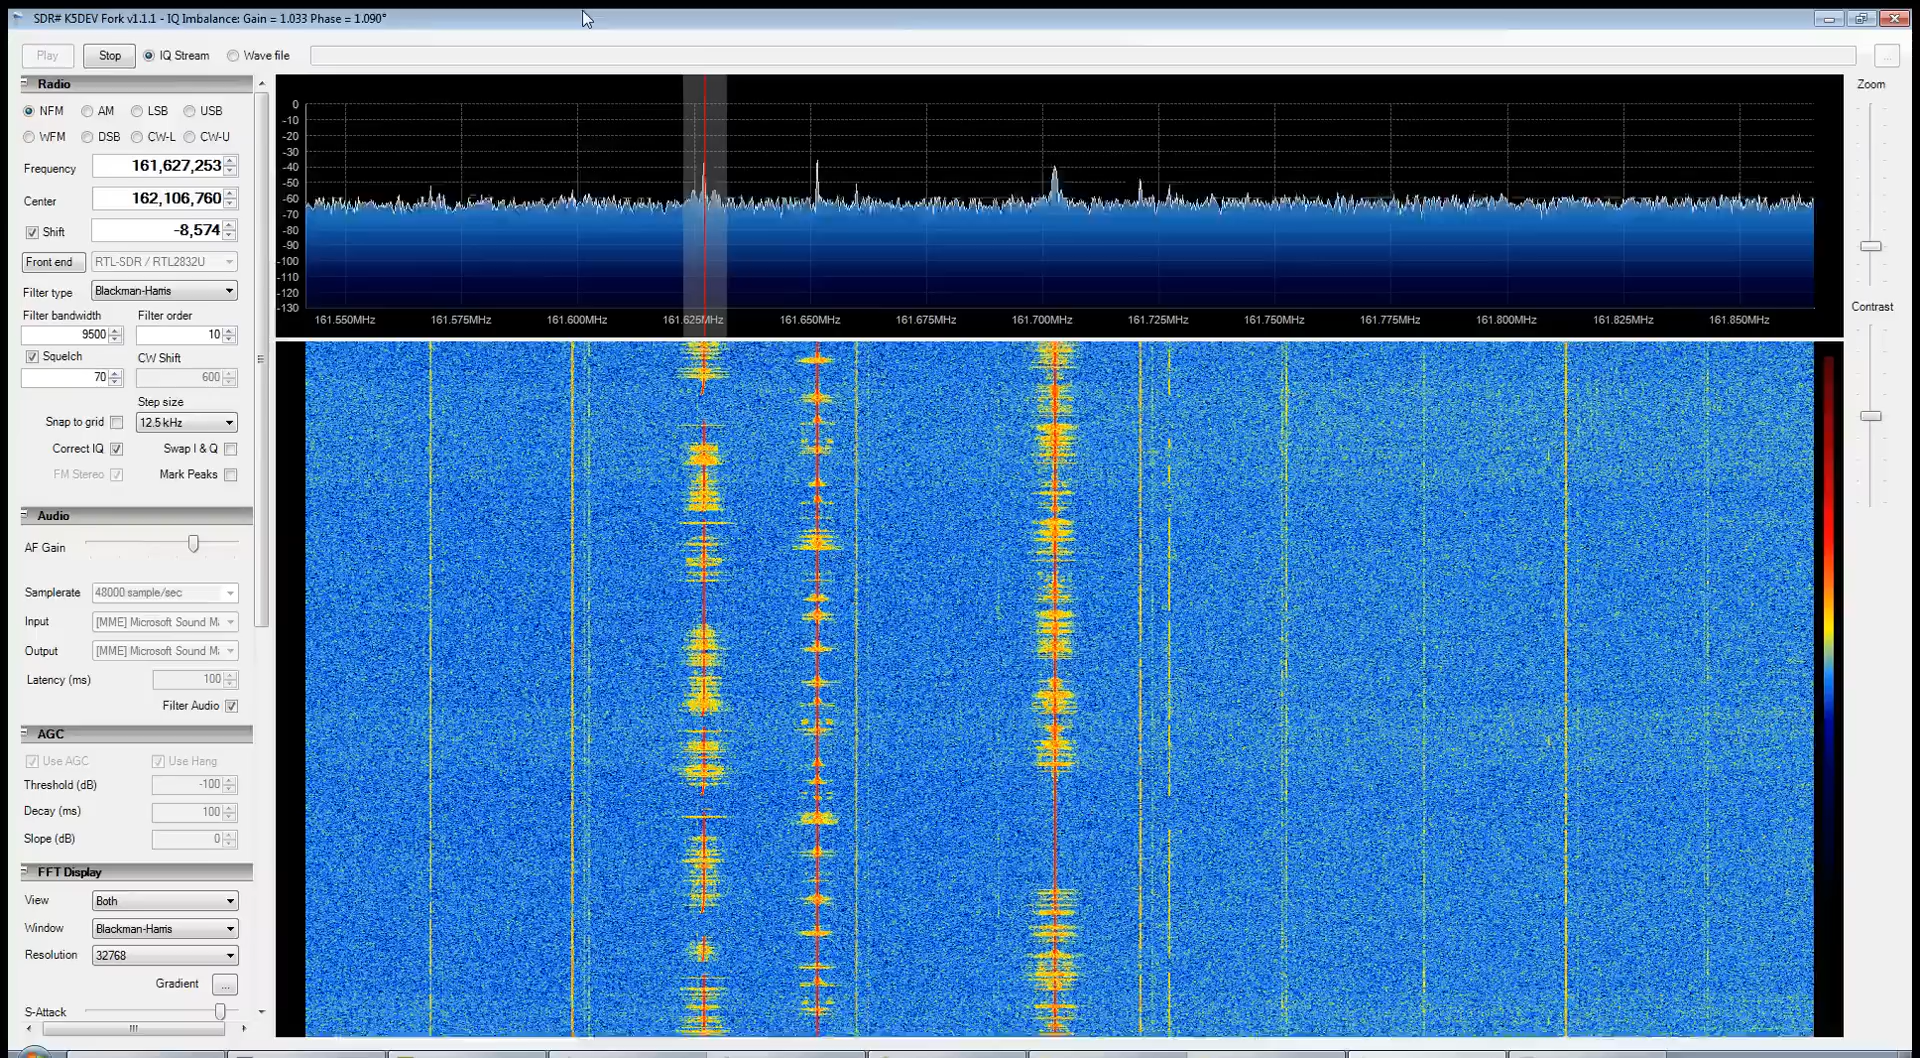 SDR# K5DEV Fork v1.1.1 - IQ Imbalance: Gain = 1.033 Phase = 1.090°
Play Stop IQ Stream Wave file ...
Radio
NFM AM LSB USB
WFM DSB CW-L CW-U
Frequency 161,627,253
Center 162,106,760
Shift -8,574
Front end RTL-SDR / RTL2832U
Filter type Blackman-Harris
Filter bandwidth Filter order
9500 10
Squelch CW Shift
70 600
Step size
Snap to grid 12.5 kHz
Correct IQ Swap I & Q
FM Stereo Mark Peaks
Audio
AF Gain
Samplerate 48000 sample/sec
Input [MME] Microsoft Sound Ma
Output [MME] Microsoft Sound Ma
Latency (ms) 100
Filter Audio
AGC
Use AGC Use Hang
Threshold (dB) -100
Decay (ms) 100
Slope (dB) 0
FFT Display
View Both
Window Blackman-Harris
Resolution 32768
Gradient ...
S-Attack
0
-10
-20
-30
-40
-50
-60
-70
-80
-90
-100
-110
-120
-130
161.550MHz 161.575MHz 161.600MHz 161.625MHz 161.650MHz 161.675MHz 161.700MHz 161.725MHz 161.750MHz 161.775MHz 161.800MHz 161.825MHz 161.850MHz
Zoom
Contrast